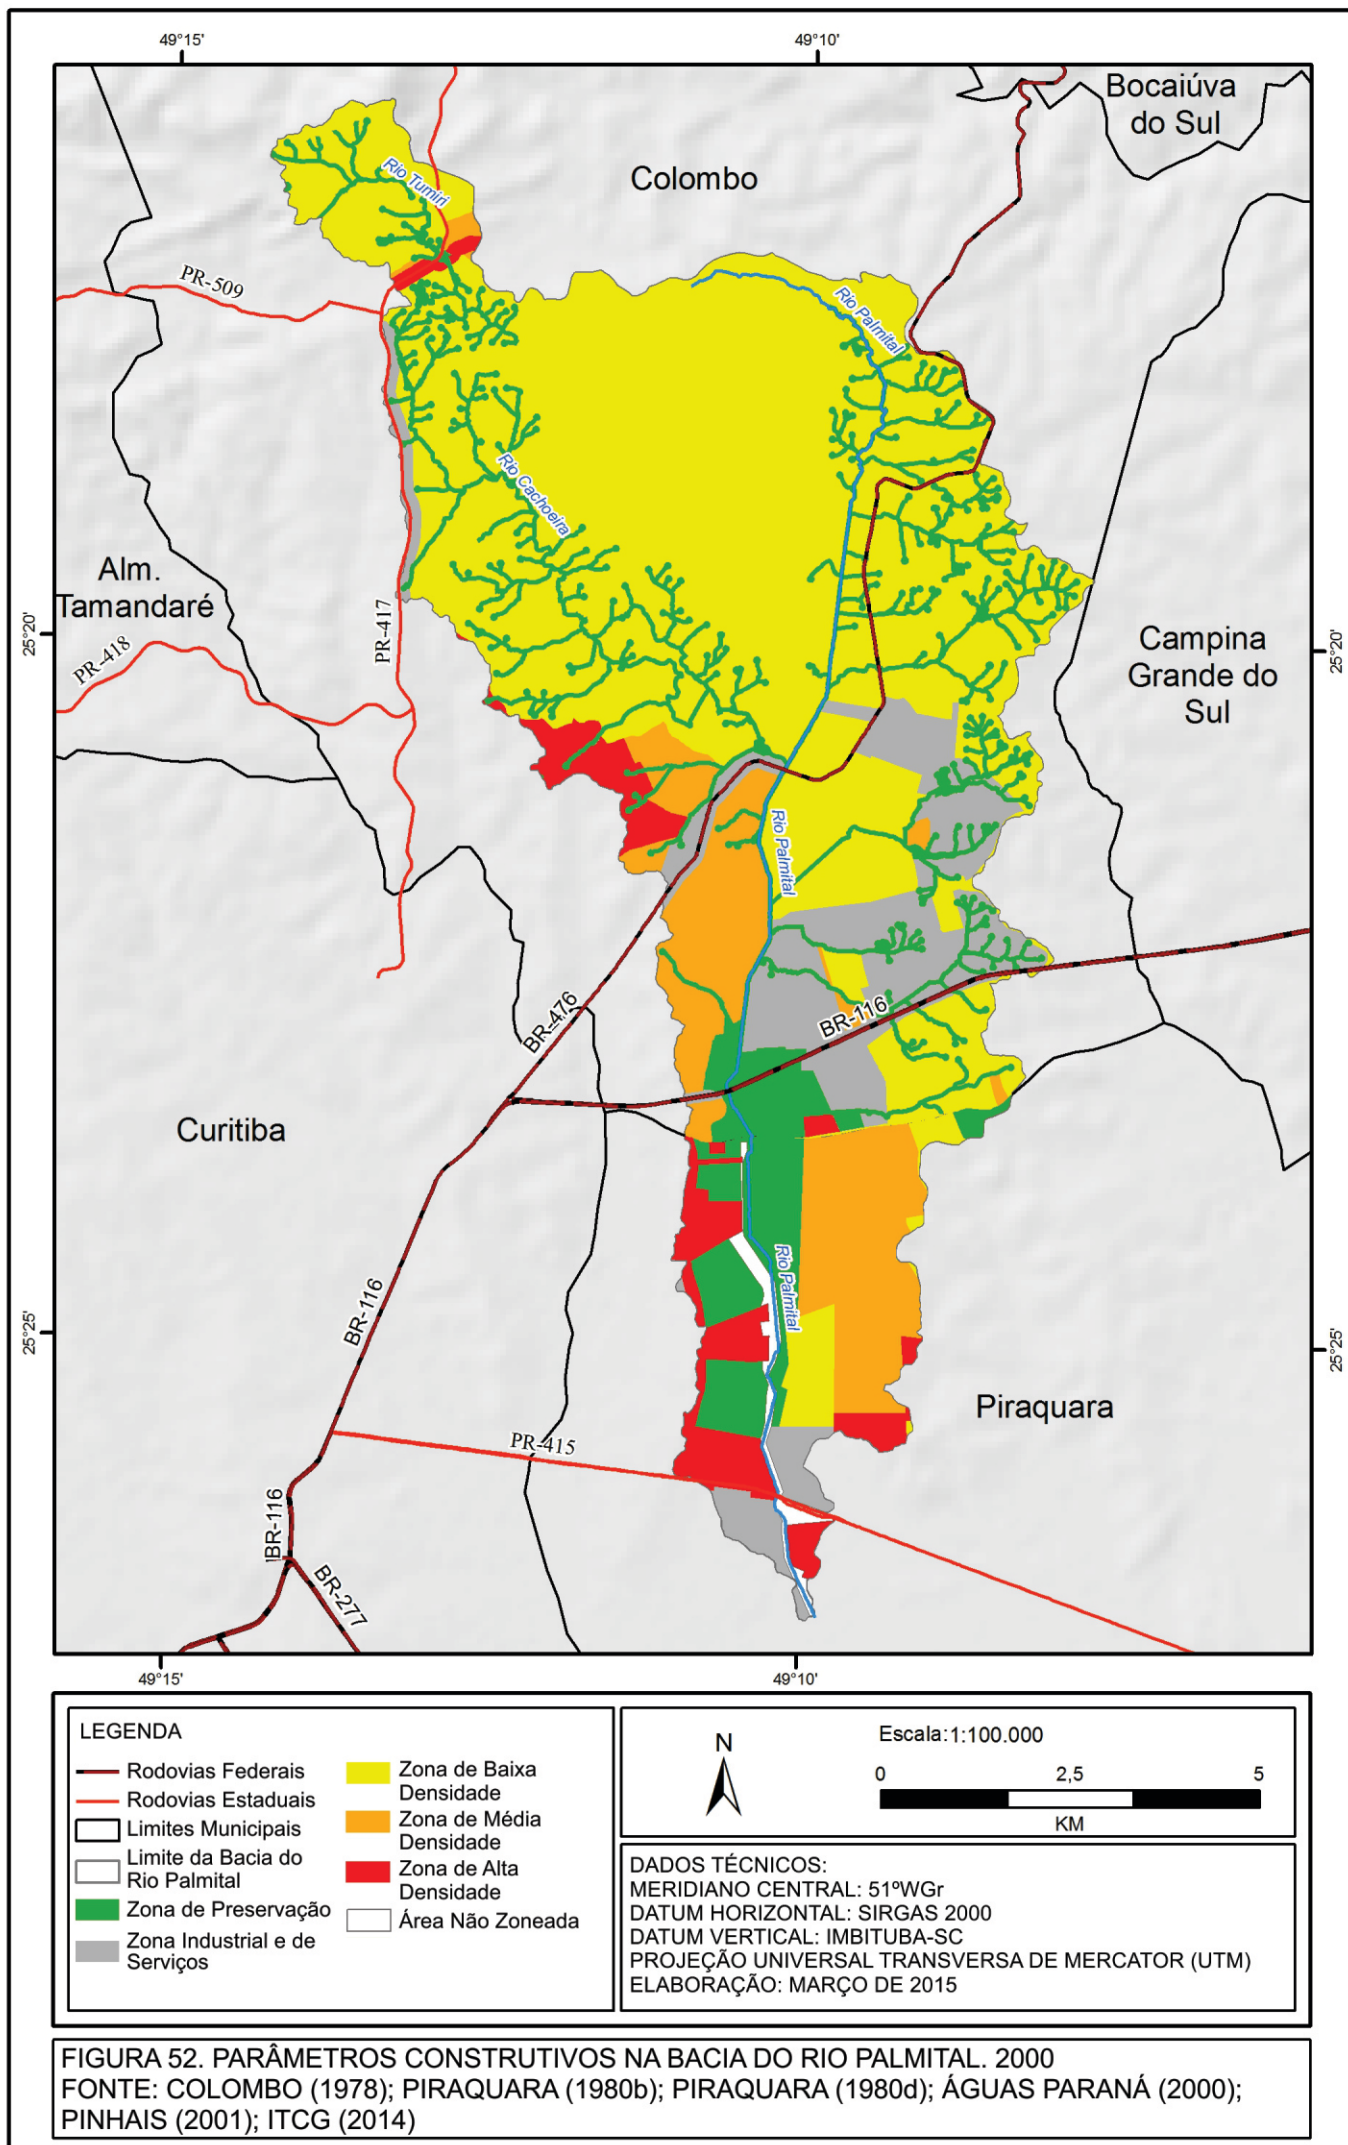 49°15'
49°10'
Bocaiúva
do Sul
Colombo
Rio Tumiri
PR-509
Rio Palmital
Rio Cachoeira
Alm.
Tamandaré
25°20'
PR-418
PR-417
Campina
Grande do
Sul
25°20'
Rio Palmital
BR-476
BR-116
Curitiba
Rio Palmital
BR-116
25°25'
25°25'
Piraquara
PR-415
BR-116
BR-277
49°15'
49°10'
LEGENDA
Rodovias Federais
Rodovias Estaduais
Limites Municipais
Limite da Bacia do
Rio Palmital
Zona de Preservação
Zona Industrial e de
Serviços
Zona de Baixa
Densidade
Zona de Média
Densidade
Zona de Alta
Densidade
Área Não Zoneada
N
Escala:1:100.000
0 2,5 5
KM
DADOS TÉCNICOS:
MERIDIANO CENTRAL: 51ºWGr
DATUM HORIZONTAL: SIRGAS 2000
DATUM VERTICAL: IMBITUBA-SC
PROJEÇÃO UNIVERSAL TRANSVERSA DE MERCATOR (UTM)
ELABORAÇÃO: MARÇO DE 2015
FIGURA 52. PARÂMETROS CONSTRUTIVOS NA BACIA DO RIO PALMITAL. 2000
FONTE: COLOMBO (1978); PIRAQUARA (1980b); PIRAQUARA (1980d); ÁGUAS PARANÁ (2000);
PINHAIS (2001); ITCG (2014)